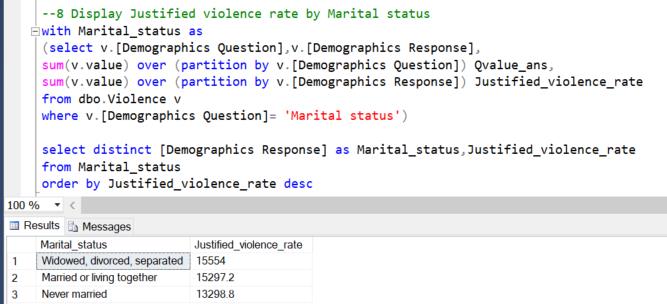 --8 Display Justified violence rate by Marital status
with Marital_status as
(select v.[Demographics Question],v.[Demographics Response],
sum(v.value) over (partition by v.[Demographics Question]) Qvalue_ans,
sum(v.value) over (partition by v.[Demographics Response]) Justified_violence_rate
from dbo.Violence v
where v.[Demographics Question]= 'Marital status')
select distinct [Demographics Response] as Marital_status,Justified_violence_rate
from Marital_status
order by Justified_violence_rate desc
100 %
Results Messages
Marital_status Justified_violence_rate
1 Widowed, divorced, separated 15554
2 Married or living together 15297.2
3 Never married 13298.8